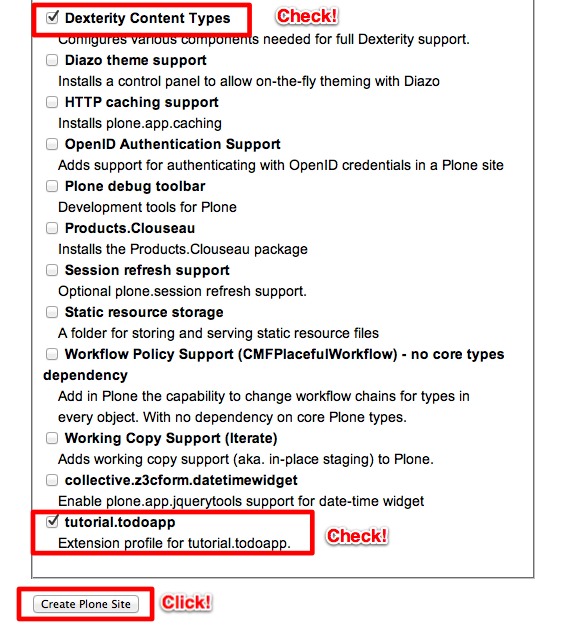 Dexterity Content Types Check!
Configures various components needed for full Dexterity support.
Diazo theme support
Installs a control panel to allow on-the-fly theming with Diazo
HTTP caching support
Installs plone.app.caching
OpenID Authentication Support
Adds support for authenticating with OpenID credentials in a Plone site
Plone debug toolbar
Development tools for Plone
Products.Clouseau
Installs the Products.Clouseau package
Session refresh support
Optional plone.session refresh support.
Static resource storage
A folder for storing and serving static resource files
Workflow Policy Support (CMFPlacefulWorkflow) - no core types
dependency
Add in Plone the capability to change workflow chains for types in
every object. With no dependency on core Plone types.
Working Copy Support (Iterate)
Adds working copy support (aka. in-place staging) to Plone.
collective.z3cform.datetimewidget
Enable plone.app.jquerytools support for date-time widget
tutorial.todoapp
Extension profile for tutorial.todoapp. Check!
Create Plone Site Click!